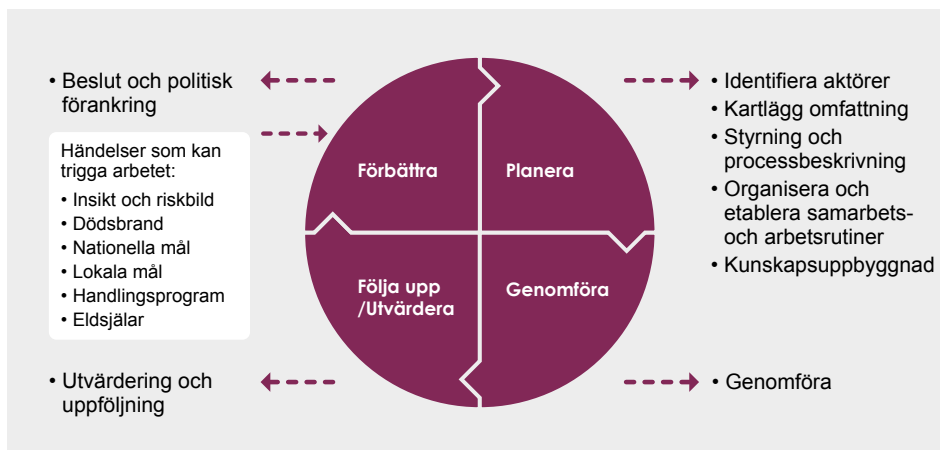 • Beslut och politisk
förankring
Händelser som kan
trigga arbetet:
• Insikt och riskbild
• Dödsbrand
• Nationella mål
• Lokala mål
• Handlingsprogram
• Eldsjälar
• Utvärdering och
uppföljning
Förbättra
Planera
Följa upp
/Utvärdera
Genomföra
• Identifiera aktörer
• Kartlägg omfattning
• Styrning och
processbeskrivning
• Organisera och
etablera samarbets-
och arbetsrutiner
• Kunskapsuppbyggnad
• Genomföra